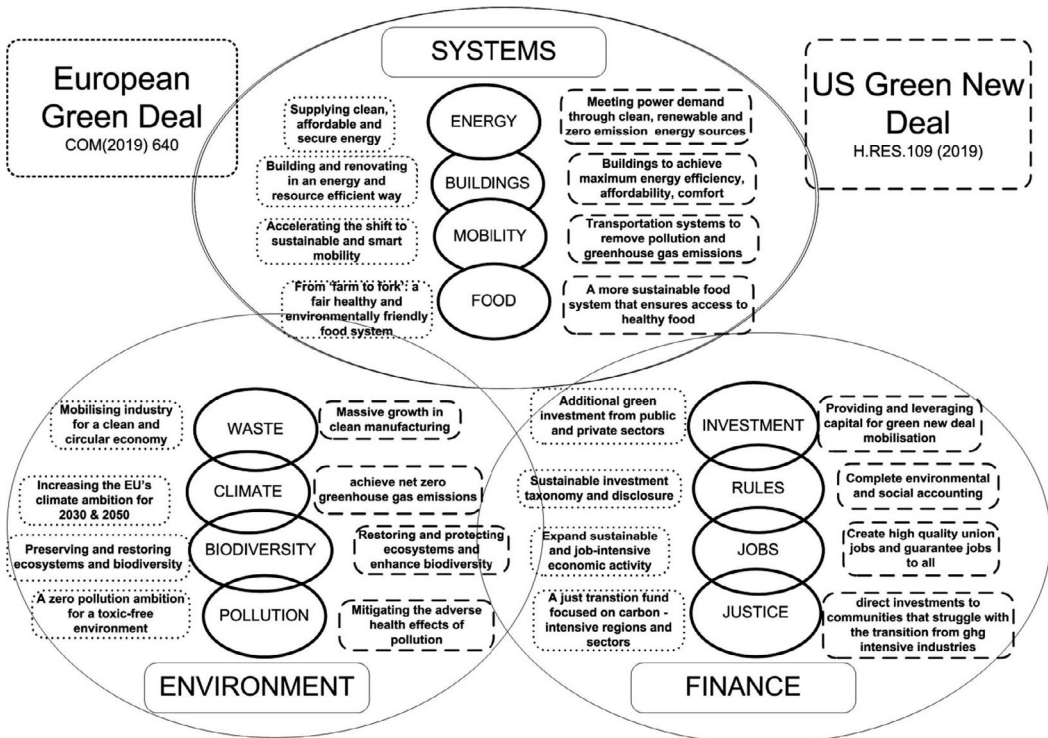 European
Green Deal
COM(2019) 640
SYSTEMS
US Green New
Deal
H.RES.109 (2019)
Supplying clean,
affordable and
secure energy
ENERGY
Meeting power demand
through clean, renewable and
zero emission energy sources
Building and renovating
in an energy and
resource efficient way
BUILDINGS
Buildings to achieve
maximum energy efficiency,
affordability, comfort
Accelerating the shift to
sustainable and smart
mobility
MOBILITY
Transportation systems to
remove pollution and
greenhouse gas emissions
From 'farm to fork': a
fair healthy and
environmentally friendly
food system
FOOD
A more sustainable food
system that ensures access to
healthy food
Mobilising industry
for a clean and
circular economy
WASTE
Massive growth in
clean manufacturing
Increasing the EU's
climate ambition for
2030 & 2050
CLIMATE
achieve net zero
greenhouse gas emissions
Preserving and restoring
ecosystems and biodiversity
BIODIVERSITY
Restoring and protecting
ecosystems and
enhance biodiversity
A zero pollution ambition
for a toxic-free
environment
POLLUTION
Mitigating the adverse
health effects of
pollution
ENVIRONMENT
Additional green
investment from public
and private sectors
INVESTMENT
Providing and leveraging
capital for green new deal
mobilisation
Sustainable investment
taxonomy and disclosure
RULES
Complete environmental
and social accounting
Expand sustainable
and job-intensive
economic activity
JOBS
Create high quality union
jobs and guarantee jobs
to all
A just transtion fund
focused on carbon -
intensive regions and
sectors
JUSTICE
direct investments to
communities that struggle with
the transition from ghg
intensive industries
FINANCE